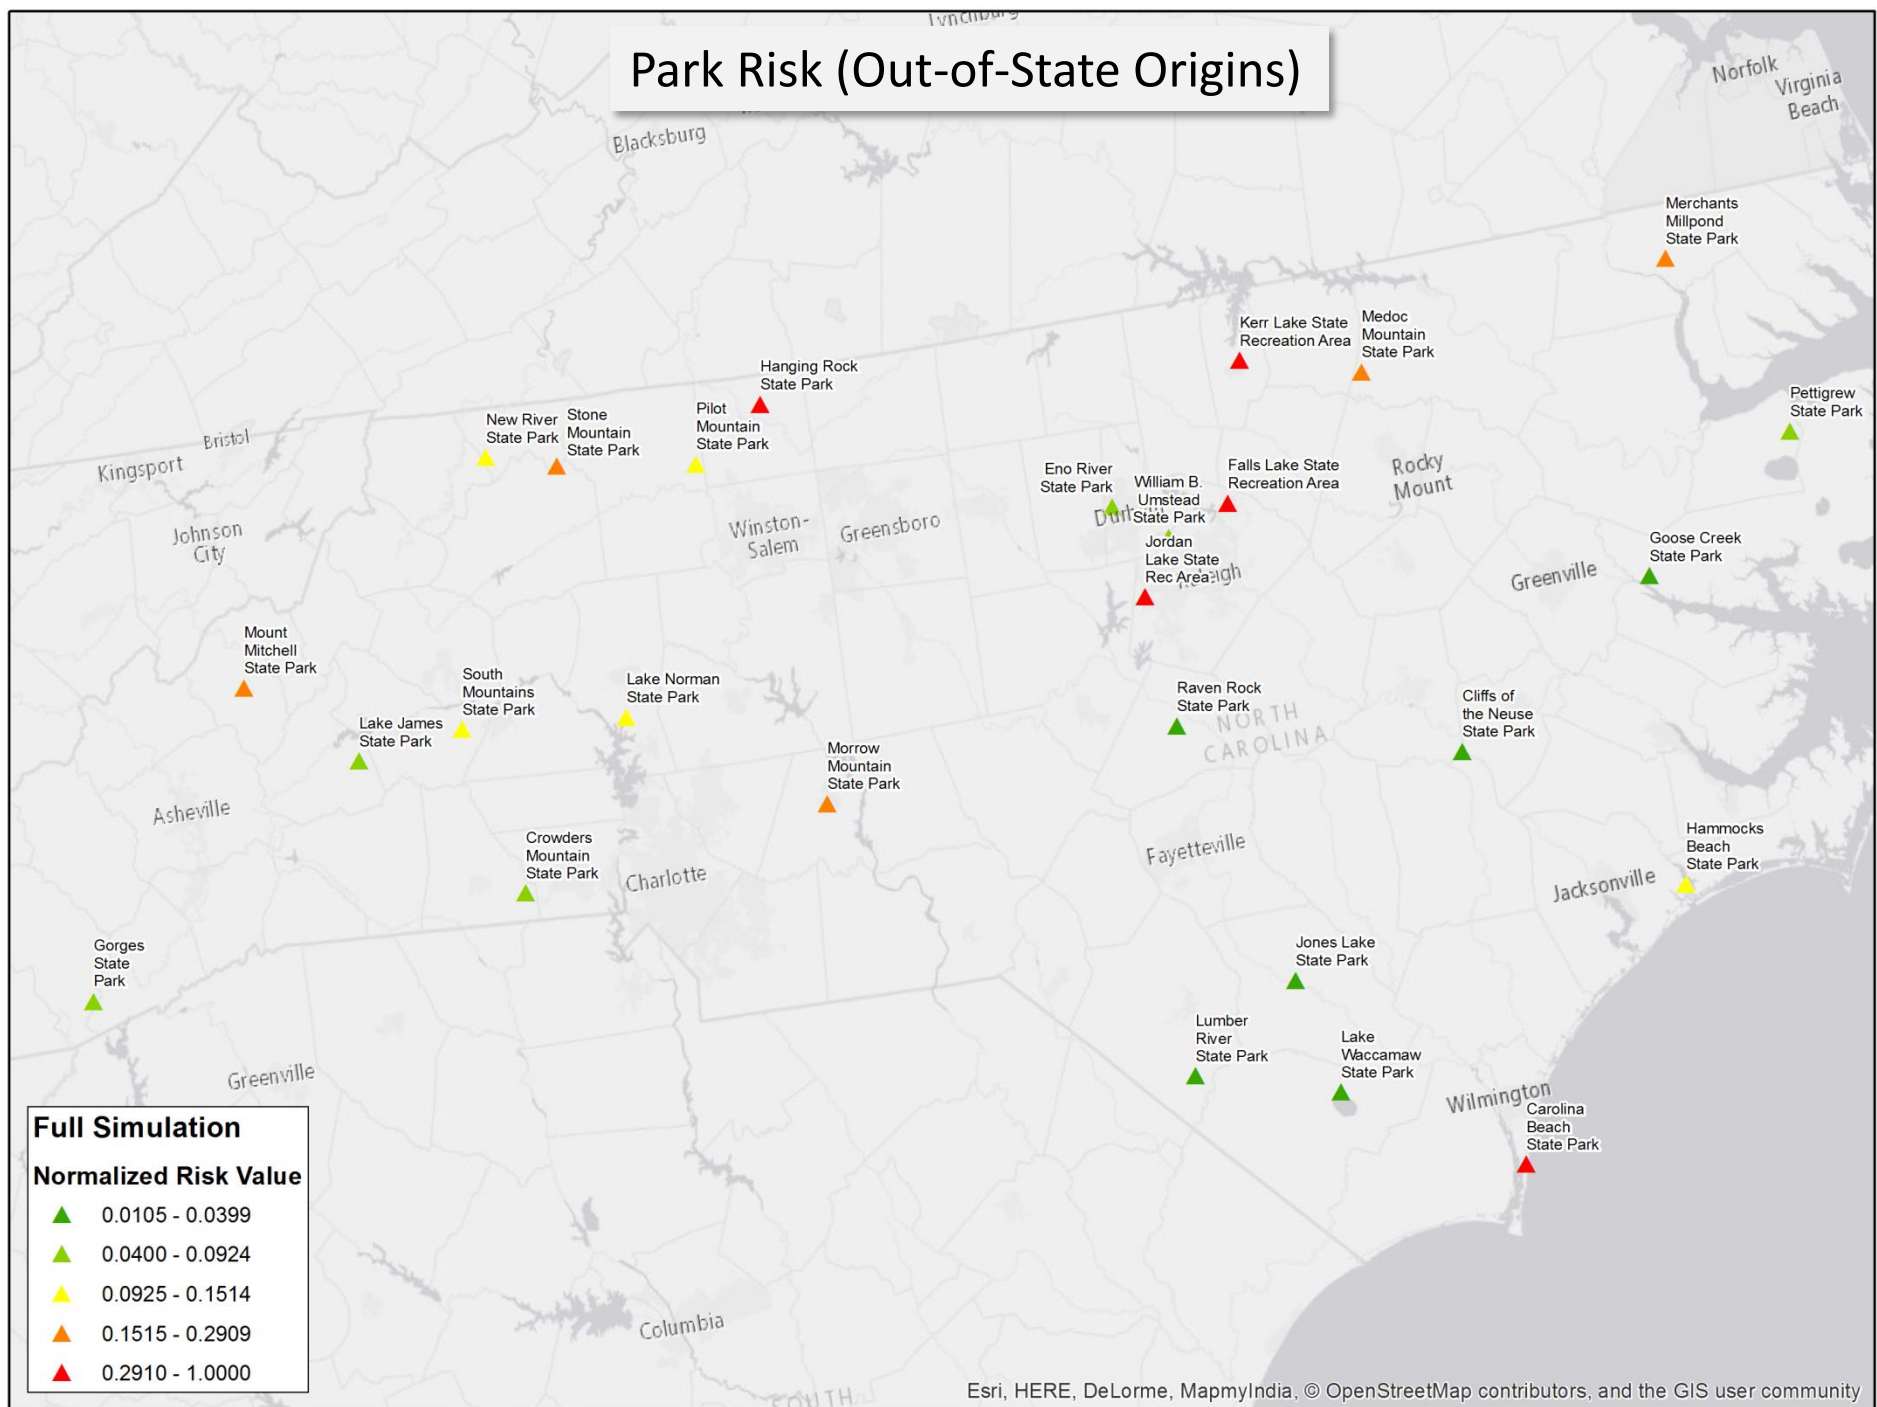 Lynchburg
Park Risk (Out-of-State Origins)
Norfolk
Virginia
Beach
Blacksburg
Merchants
Millpond
State Park
Kerr Lake State
Recreation Area
Medoc
Mountain
State Park
Hanging Rock
State Park
Pettigrew
State Park
New River
State Park
Stone
Mountain
State Park
Pilot
Mountain
State Park
Bristol
Kingsport
Eno River
State Park
William B.
Umstead
State Park
Falls Lake State
Recreation Area
Rocky
Mount
Johnson
City
Winston-
Salem
Greensboro
Jordan
Lake State
Rec Area
Goose Creek
State Park
Greenville
Mount
Mitchell
State Park
South
Mountains
State Park
Lake Norman
State Park
Raven Rock
State Park
NORTH
CAROLINA
Cliffs of
the Neuse
State Park
Lake James
State Park
Morrow
Mountain
State Park
Asheville
Crowders
Mountain
State Park
Charlotte
Fayetteville
Hammocks
Beach
State Park
Jacksonville
Gorges
State
Park
Jones Lake
State Park
Lumber
River
State Park
Lake
Waccamaw
State Park
Greenville
Wilmington
Carolina
Beach
State Park
Full Simulation
Normalized Risk Value
0.0105 - 0.0399
0.0400 - 0.0924
0.0925 - 0.1514
0.1515 - 0.2909
0.2910 - 1.0000
Columbia
SOUTH
Esri, HERE, DeLorme, MapmyIndia, © OpenStreetMap contributors, and the GIS user community